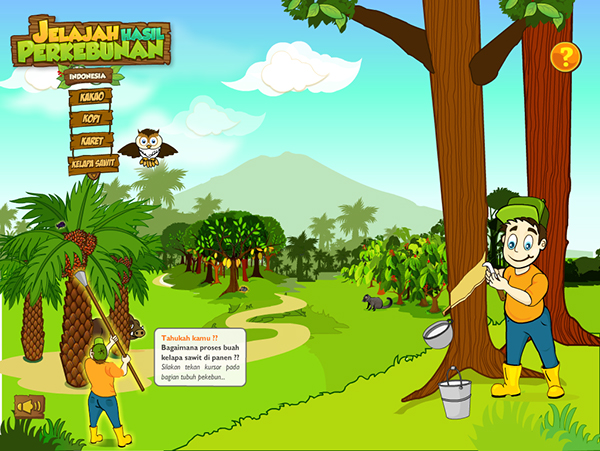 JELAJAH HASIL
PERKEBUNAN
INDONESIA
KAKAO
KOPI
KARET
KELAPA SAWIT
?
Tahukah kamu ??
Bagaimana proses buah
kelapa sawit di panen ??
Silakan tekan kursor pada
bagian tubuh pekebun...